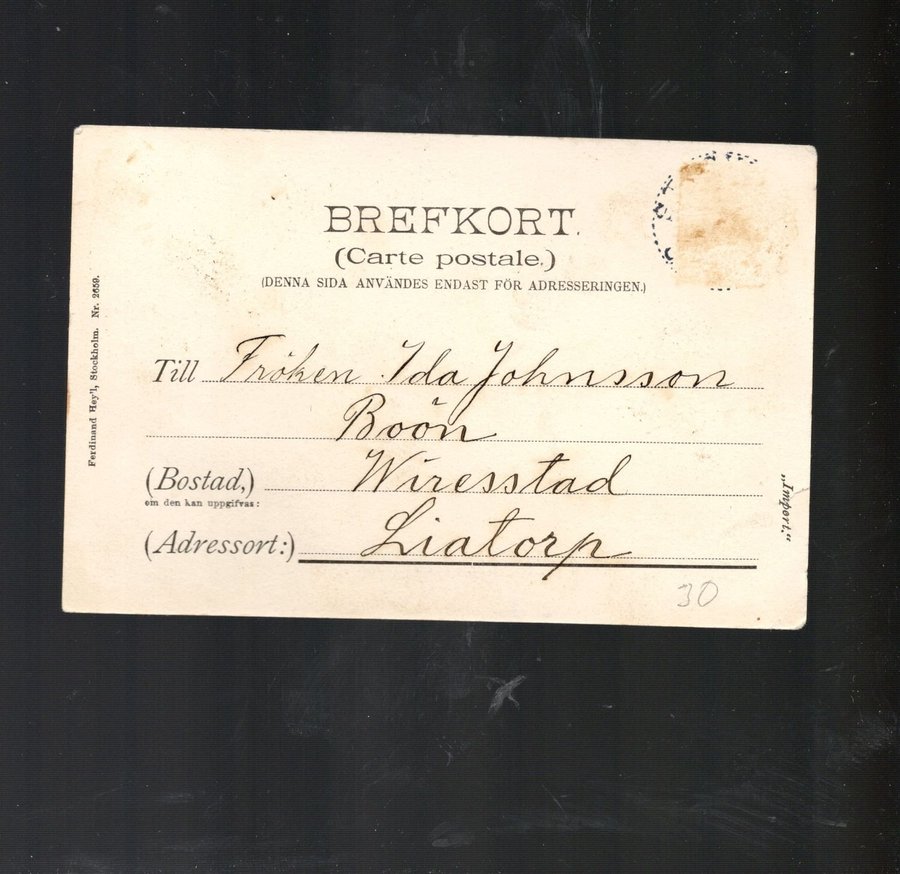 BREFKORT.
(Carte postale.)
(DENNA SIDA ANVÄNDES ENDAST FÖR ADRESSERINGEN.)
Till Fröken Ida Johnsson
Boön
(Bostad,) Wiresstad
om den kan uppgifvas:
(Adressort:) Liatorp
30
Ferdinand Hey'l, Stockholm. Nr. 2659.
„Import.“